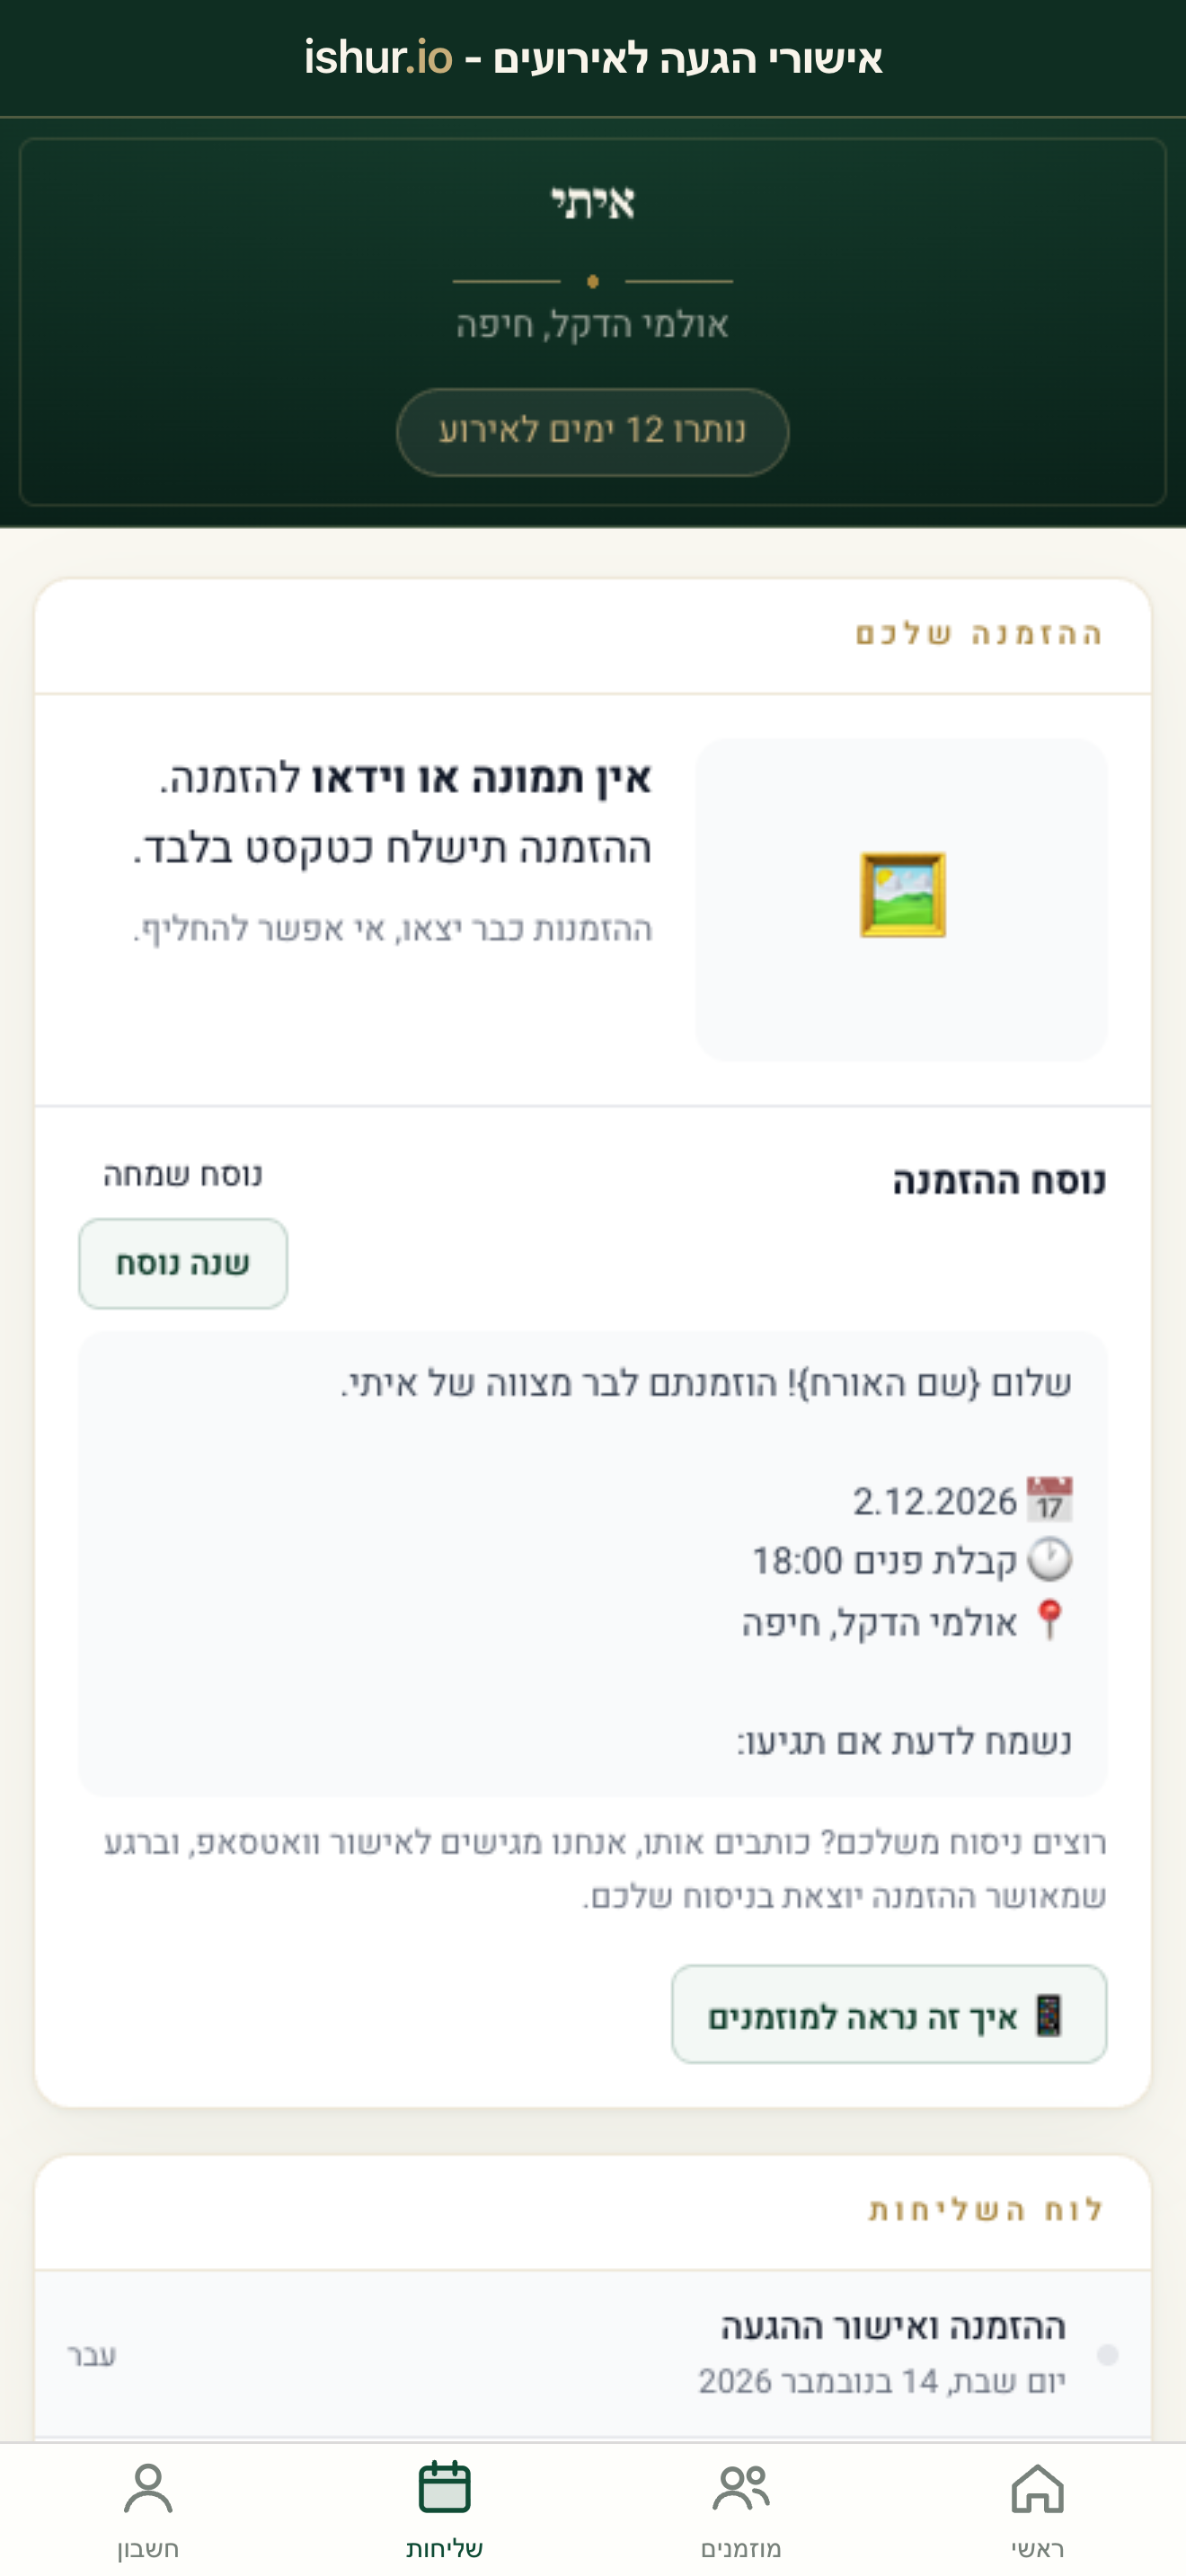 אישורי הגעה לאירועים - ishur.io
איתי
אולמי הדקל, חיפה
נותרו 12 ימים לאירוע
ההזמנה שלכם
אין תמונה או וידאו להזמנה.
ההזמנה תישלח כטקסט בלבד.
ההזמנות כבר יצאו, אי אפשר להחליף.
נוסח ההזמנה
נוסח שמחה
שנה נוסח
שלום {שם האורח}! הוזמנתם לבר מצווה של איתי.
📅 2.12.2026
🕐 קבלת פנים 18:00
📍 אולמי הדקל, חיפה
נשמח לדעת אם תגיעו:
רוצים ניסוח משלכם? כותבים אותו, אנחנו מגישים לאישור וואטסאפ, וברגע
שמאושר ההזמנה יוצאת בניסוח שלכם.
📱 איך זה נראה למוזמנים
לוח השליחות
ההזמנה ואישור ההגעה
יום שבת, 14 בנובמבר 2026
עבר
ראשי
מוזמנים
שליחות
חשבון